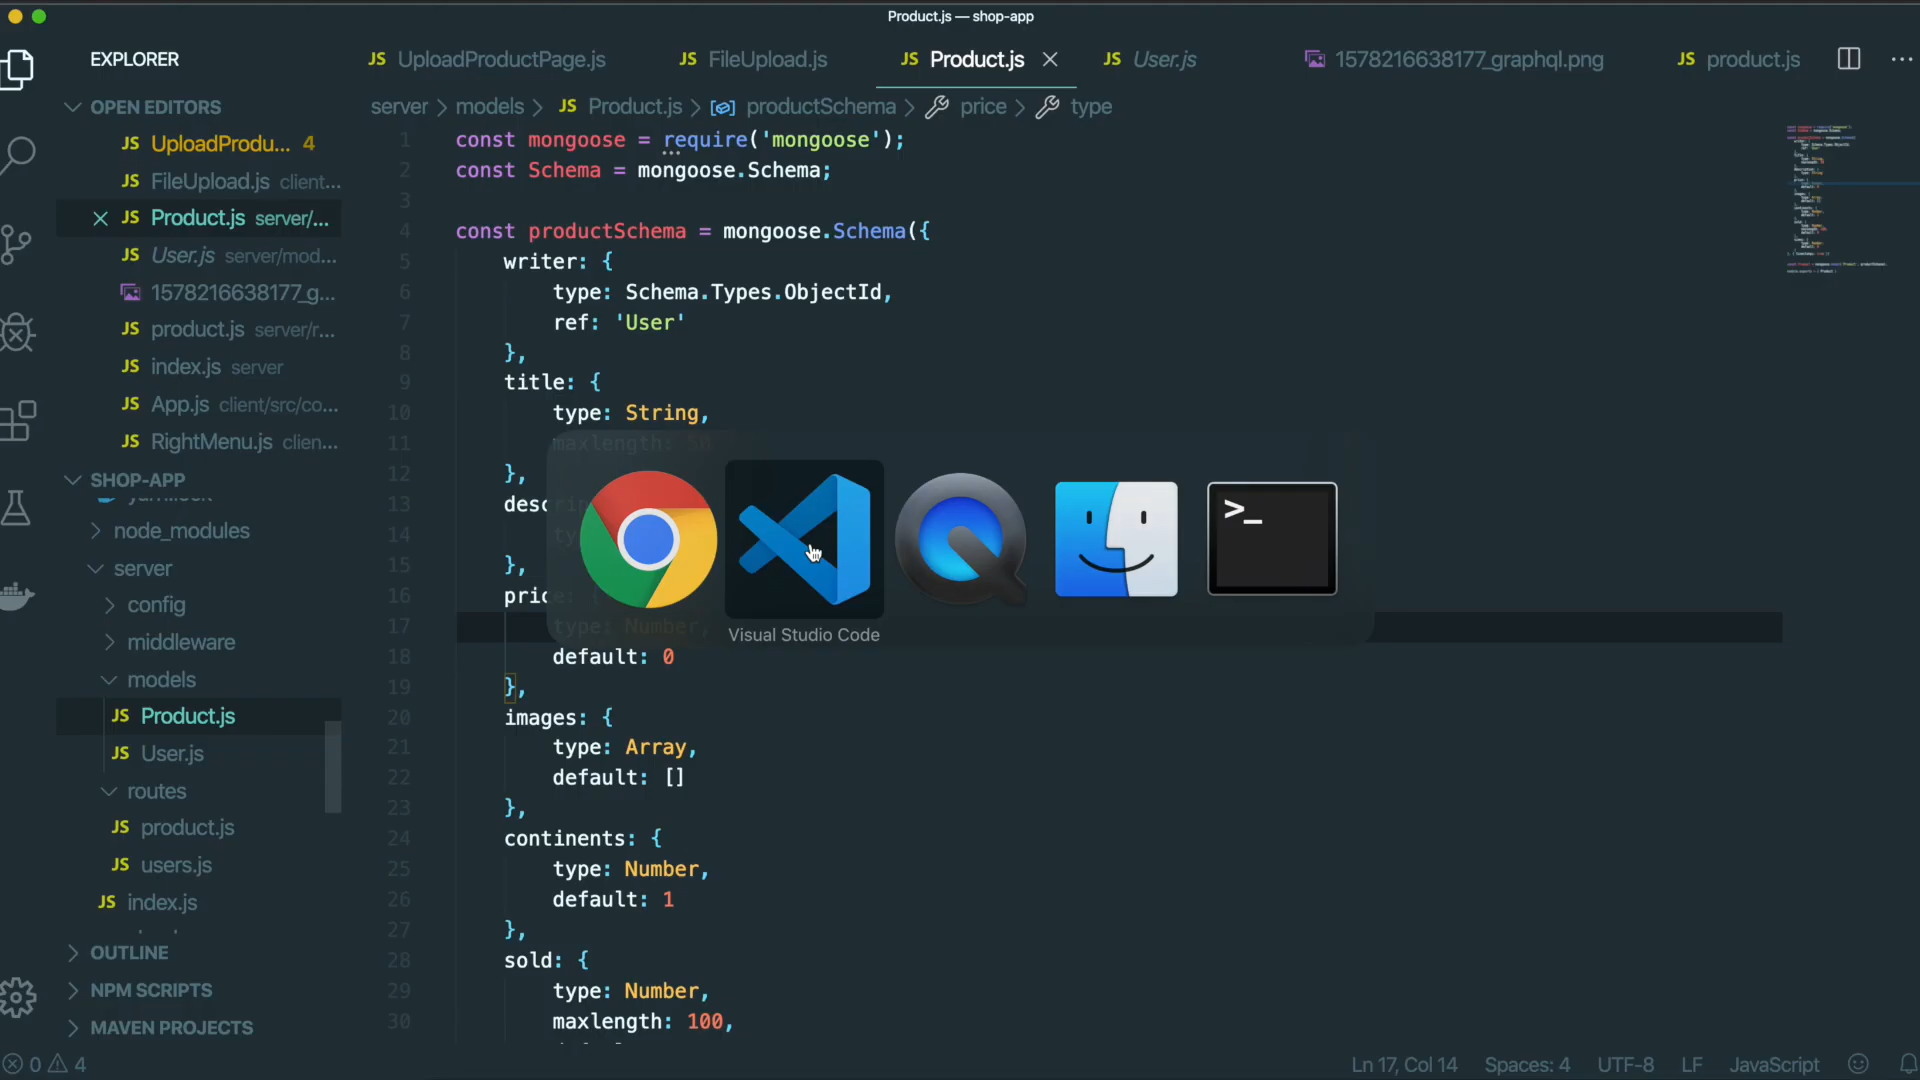 Product.js — shop-app
EXPLORER
JS UploadProductPage.js
JS FileUpload.js
JS Product.js
JS User.js
1578216638177_graphql.png
JS product.js
server > models > JS Product.js > productSchema > price > type
OPEN EDITORS
JS UploadProdu... 4
JS FileUpload.js client...
JS Product.js server/...
JS User.js server/mod...
1578216638177_g...
JS product.js server/r...
JS index.js server
JS App.js client/src/co...
JS RightMenu.js clien...
SHOP-APP
yarn.lock
node_modules
server
config
middleware
models
JS Product.js
JS User.js
routes
JS product.js
JS users.js
JS index.js
OUTLINE
NPM SCRIPTS
MAVEN PROJECTS
1 const mongoose = require('mongoose');
2 const Schema = mongoose.Schema;
3
4 const productSchema = mongoose.Schema({
5 writer: {
6 type: Schema.Types.ObjectId,
7 ref: 'User'
8 },
9 title: {
10 type: String,
11 maxlength: 50
12 },
13 descrip
14 ty
15 },
16 price: {
17 type: Number,
18 default: 0
19 },
20 images: {
21 type: Array,
22 default: []
23 },
24 continents: {
25 type: Number,
26 default: 1
27 },
28 sold: {
29 type: Number,
30 maxlength: 100,
>_
Visual Studio Code
0 4
Ln 17, Col 14
Spaces: 4
UTF-8
LF
JavaScript